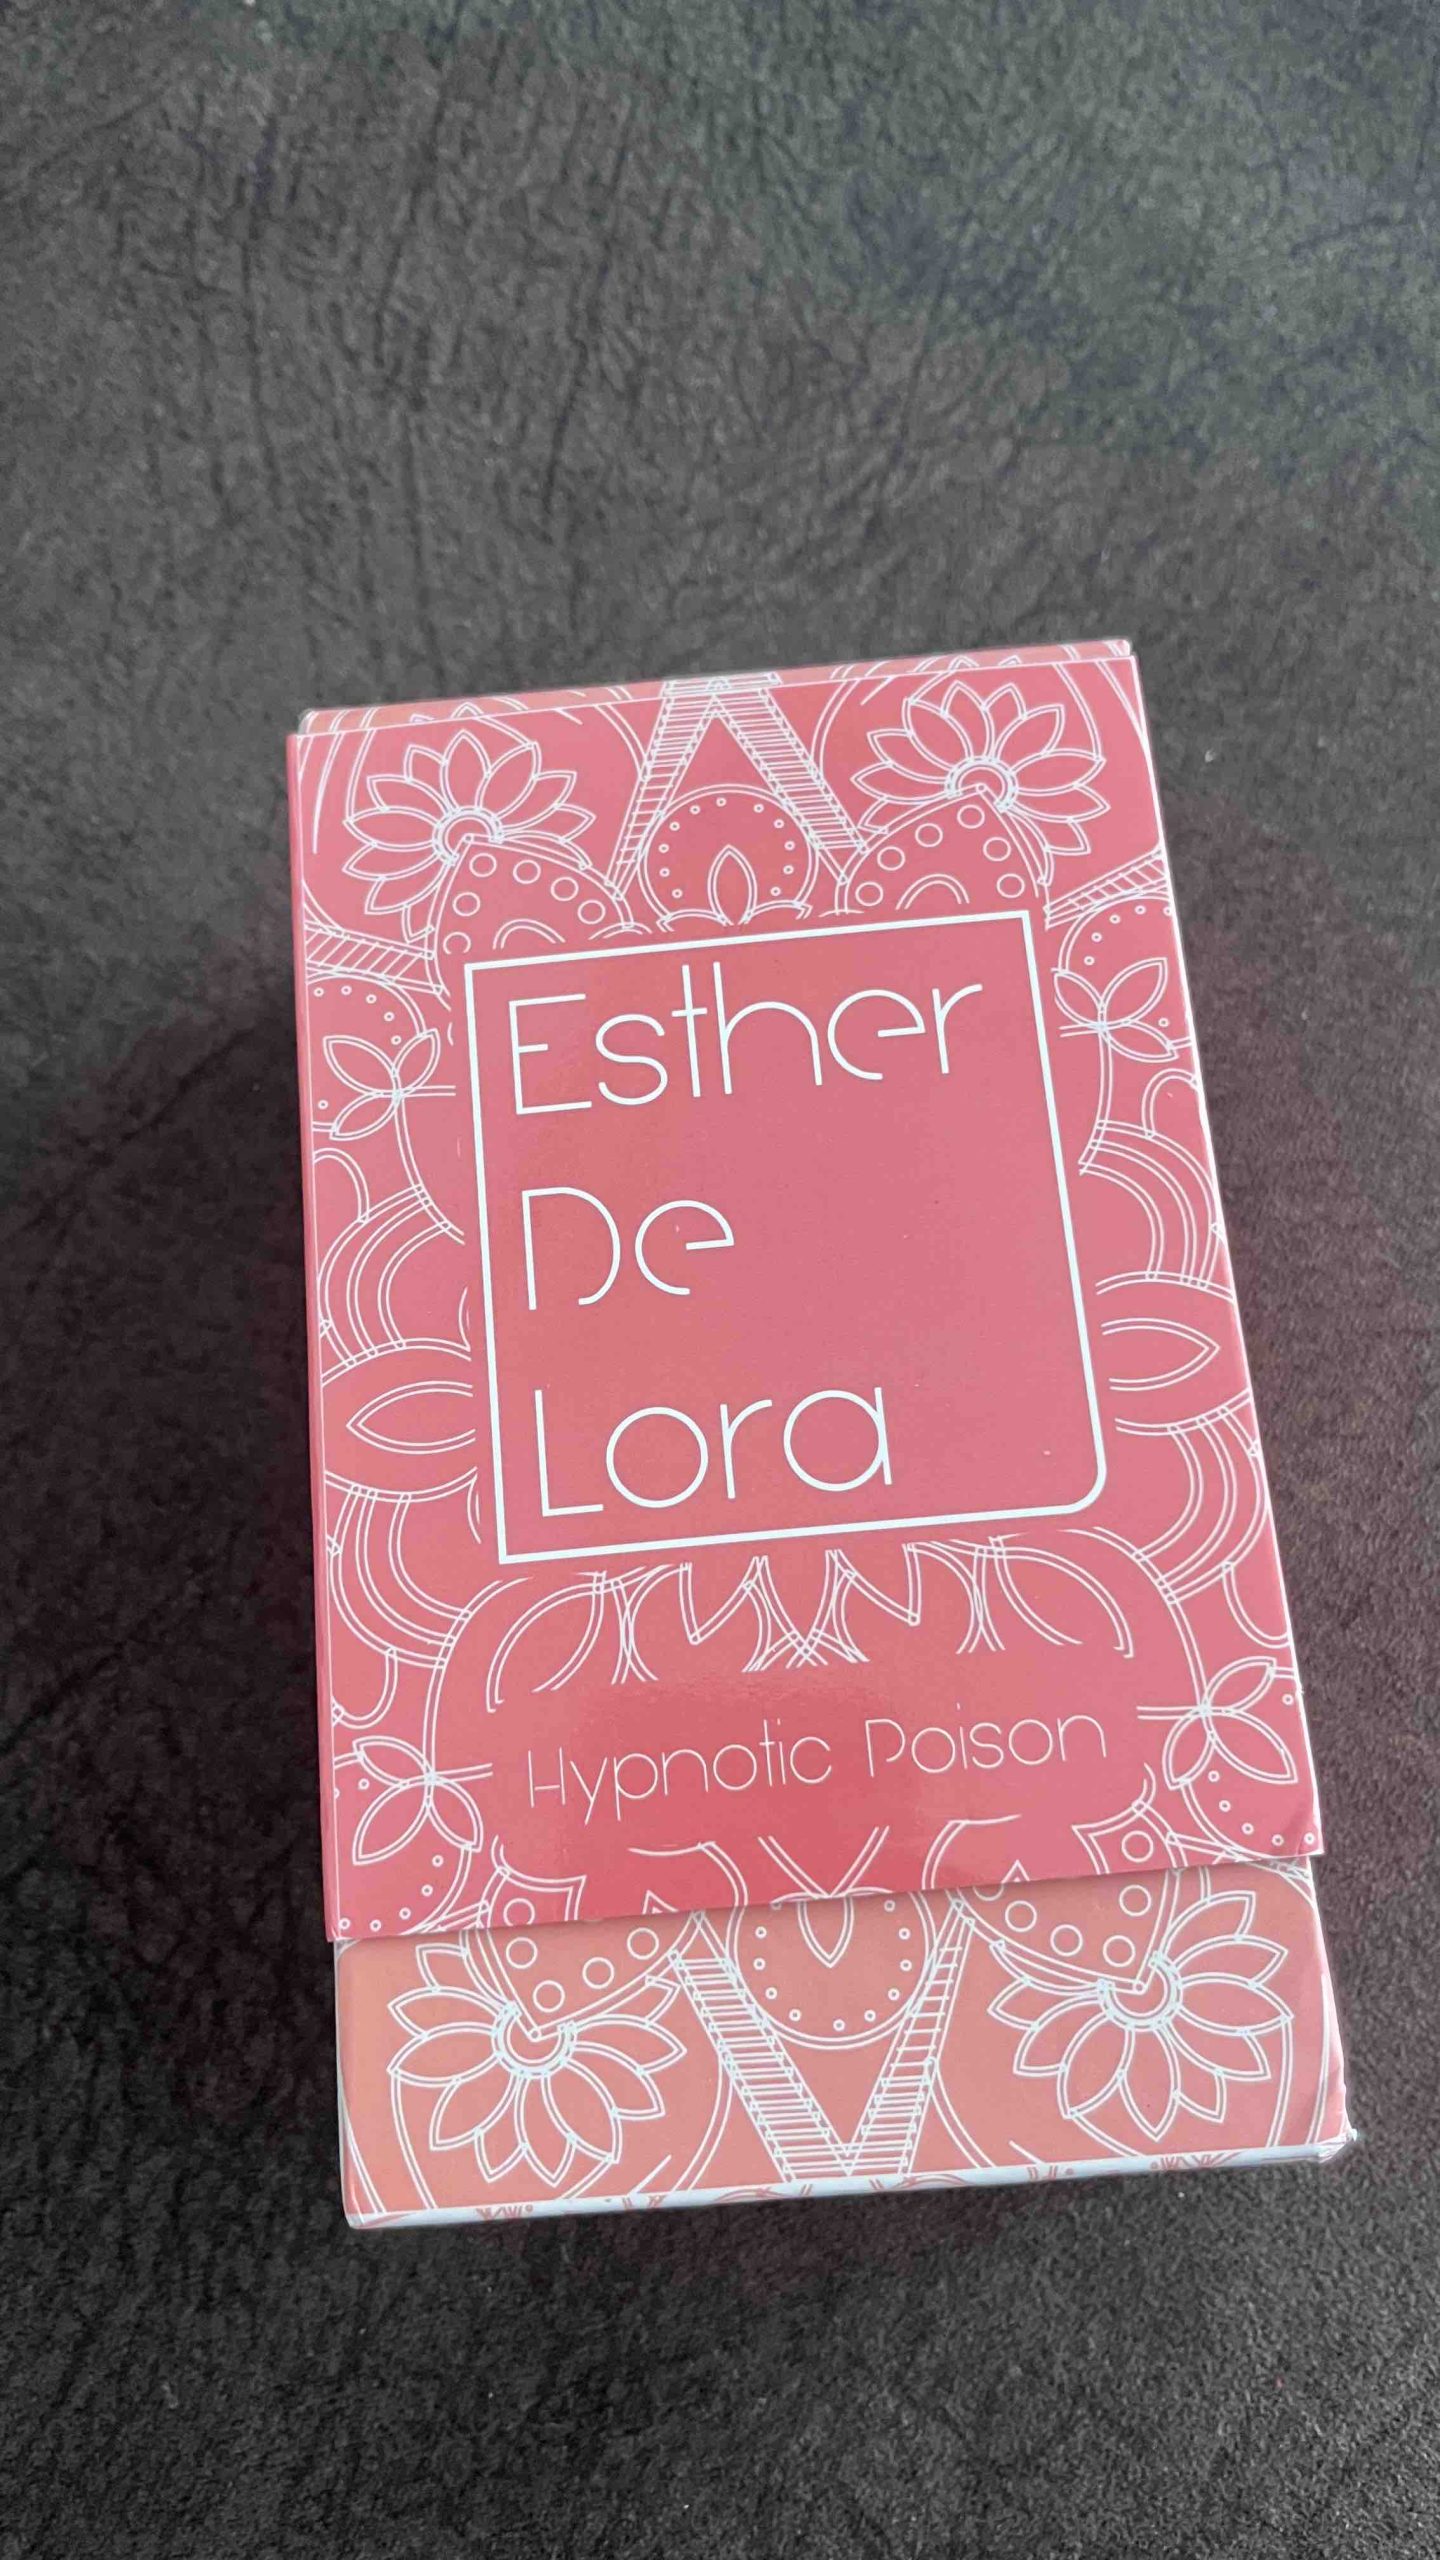 Esther
De
Lora
Hypnotic Poison